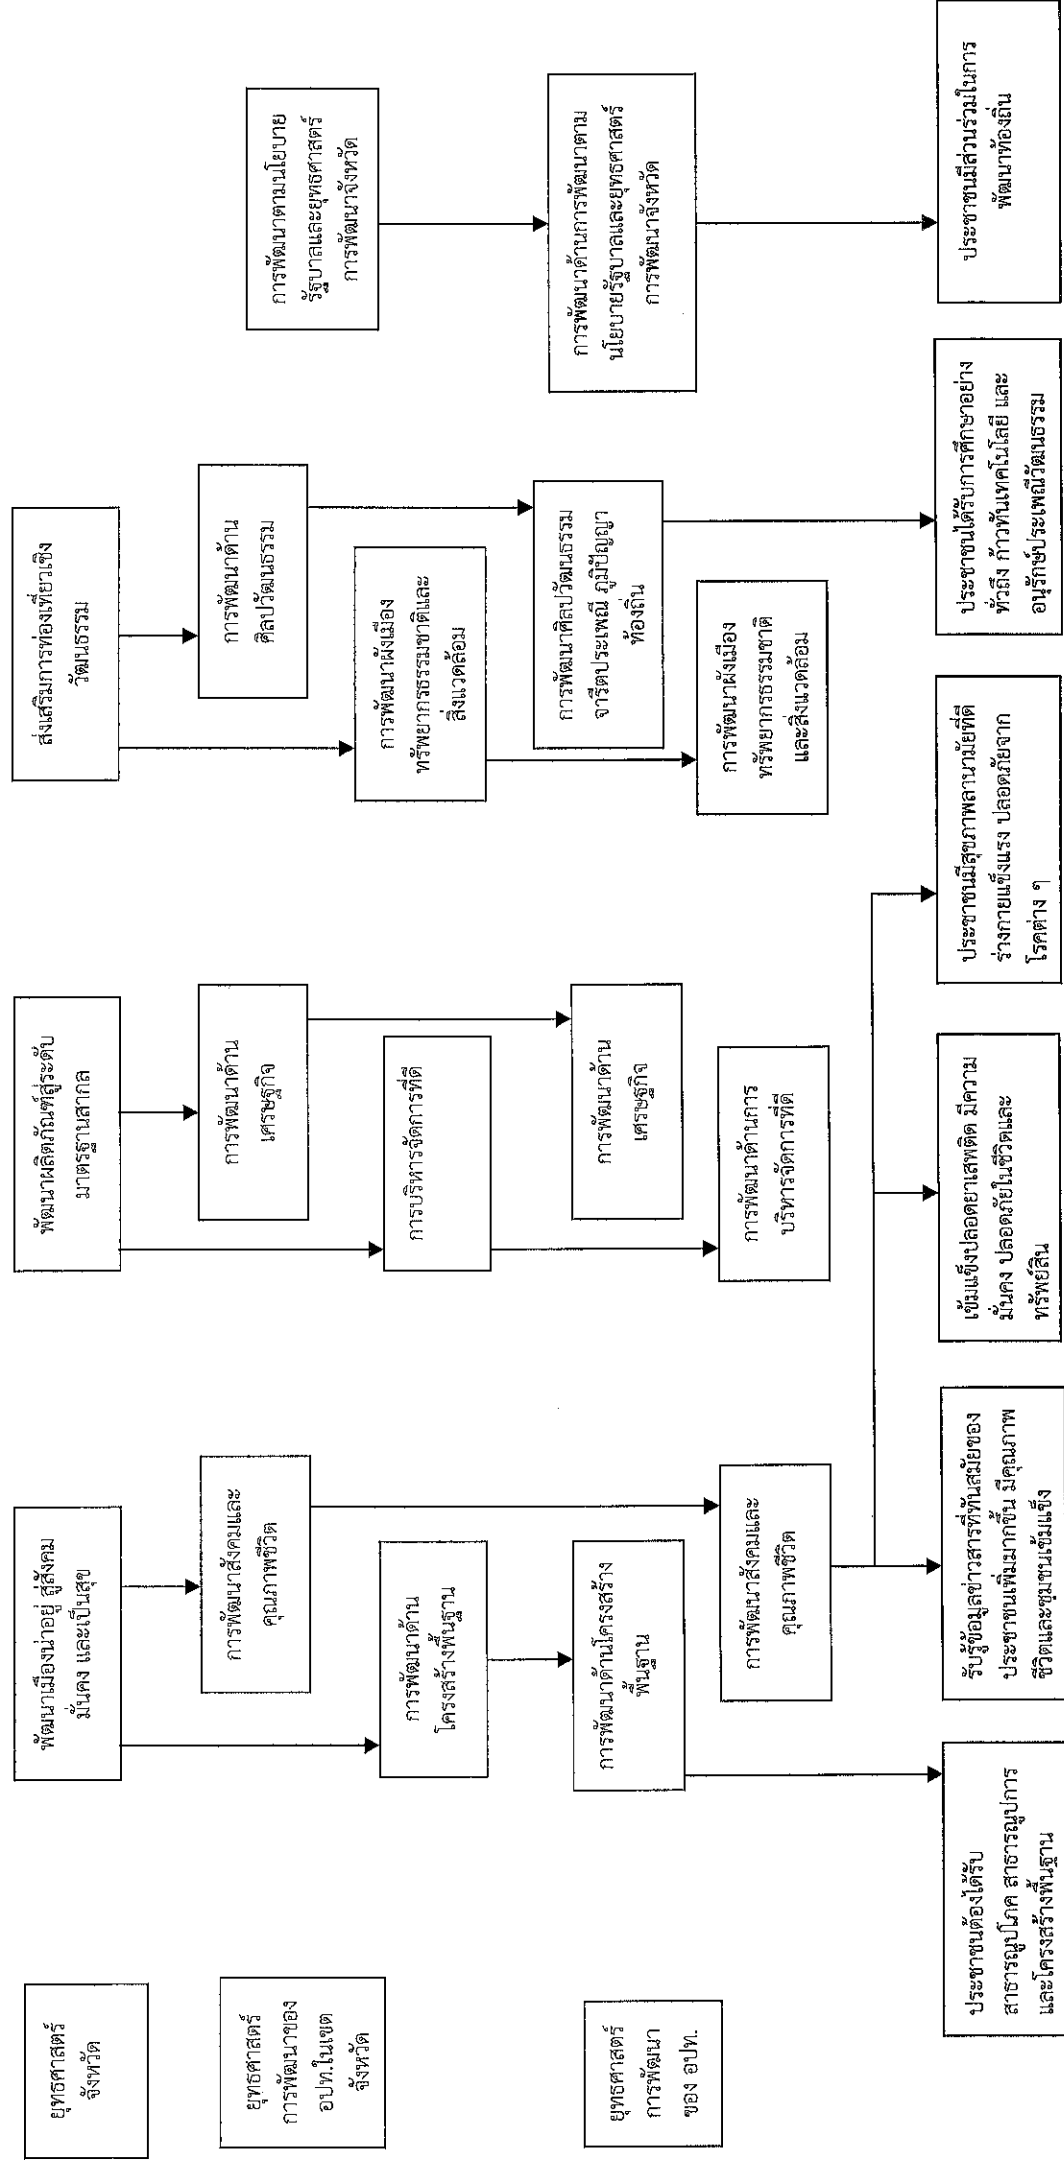 ยุทธศาสตร์
จังหวัด
พัฒนาเมืองน่าอยู่ สู่สังคม
มั่นคง และเป็นสุข
พัฒนาผลิตภัณฑ์สู่ระดับ
มาตรฐานสากล
ส่งเสริมการท่องเที่ยวเชิง
วัฒนธรรม
ยุทธศาสตร์
การพัฒนาของ
อปท.ในเขต
จังหวัด
การพัฒนาสังคมและ
คุณภาพชีวิต
การพัฒนาด้าน
โครงสร้างพื้นฐาน
การพัฒนาด้าน
เศรษฐกิจ
การบริหารจัดการที่ดี
การพัฒนาด้าน
ศิลปวัฒนธรรม
การพัฒนาผังเมือง
ทรัพยากรธรรมชาติและ
สิ่งแวดล้อม
การพัฒนาตามนโยบาย
รัฐบาลและยุทธศาสตร์
การพัฒนาจังหวัด
ยุทธศาสตร์
การพัฒนา
ของ อปท.
การพัฒนาด้านโครงสร้าง
พื้นฐาน
การพัฒนาสังคมและ
คุณภาพชีวิต
การพัฒนาด้าน
เศรษฐกิจ
การพัฒนาด้านการ
บริหารจัดการที่ดี
การพัฒนาศิลปวัฒนธรรม
จารีตประเพณี ภูมิปัญญา
ท้องถิ่น
การพัฒนาผังเมือง
ทรัพยากรธรรมชาต
และสิ่งแวดล้อม
การพัฒนาด้านการพัฒนาตาม
นโยบายรัฐบาลและยุทธศาสตร์
การพัฒนาจังหวัด
ประชาชนต้องได้รับ
สาธารณูปโภค สาธารณูปการ
และโครงสร้างพื้นฐาน
รับรู้ข้อมูลข่าวสารที่ทันสมัยของ
ประชาชนเพิ่มมากขึ้น มีคุณภาพ
ชีวิตและชุมชนเข้มแข็ง
เข้มแข็งปลอดยาเสพติด มีความ
มั่นคง ปลอดภัยในชีวิตและ
ทรัพย์สิน
ประชาชนมีสุขภาพลานามัยที่ดี
ร่างกายแข็งแรง ปลอดภัยจาก
โรคต่าง ๆ
ประชาชนได้รับการศึกษาอย่าง
ทั่วถึง ก้าวทันเทคโนโลยี และ
อนุรักษ์ประเพณีวัฒนธรรม
ประชาชนมีส่วนร่วมในการ
พัฒนาท้องถิ่น